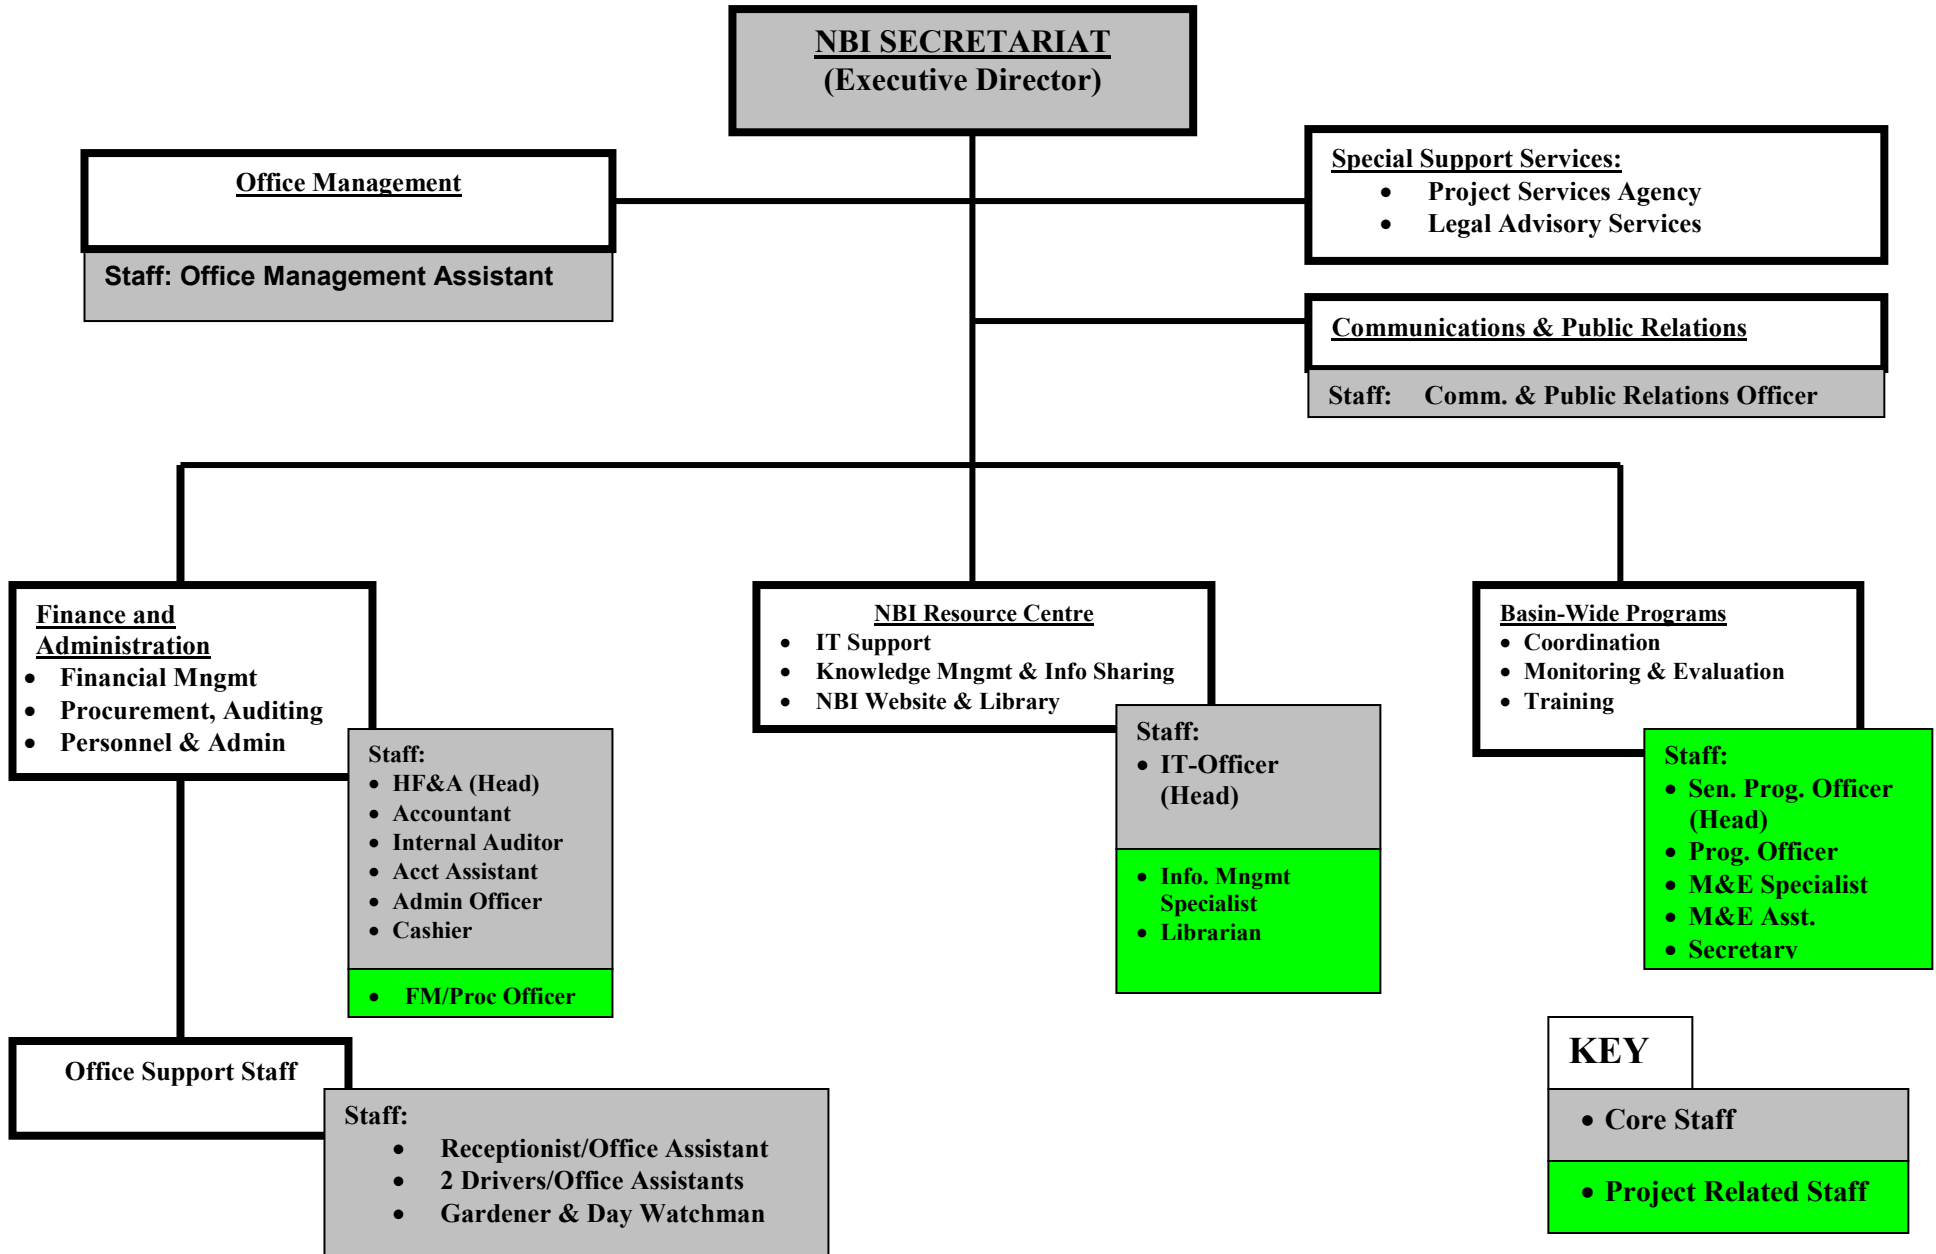 NBI SECRETARIAT
(Executive Director)
Office Management
Staff: Office Management Assistant
Special Support Services:
• Project Services Agency
• Legal Advisory Services
Communications & Public Relations
Staff: Comm. & Public Relations Officer
Finance and
Administration
• Financial Mngmt
• Procurement, Auditing
• Personnel & Admin
Staff:
• HF&A (Head)
• Accountant
• Internal Auditor
• Acct Assistant
• Admin Officer
• Cashier
• FM/Proc Officer
NBI Resource Centre
• IT Support
• Knowledge Mngmt & Info Sharing
• NBI Website & Library
Staff:
• IT-Officer
(Head)
• Info. Mngmt
Specialist
• Librarian
Basin-Wide Programs
• Coordination
• Monitoring & Evaluation
• Training
Staff:
• Sen. Prog. Officer
(Head)
• Prog. Officer
• M&E Specialist
• M&E Asst.
• Secretary
Office Support Staff
Staff:
• Receptionist/Office Assistant
• 2 Drivers/Office Assistants
• Gardener & Day Watchman
KEY
• Core Staff
• Project Related Staff